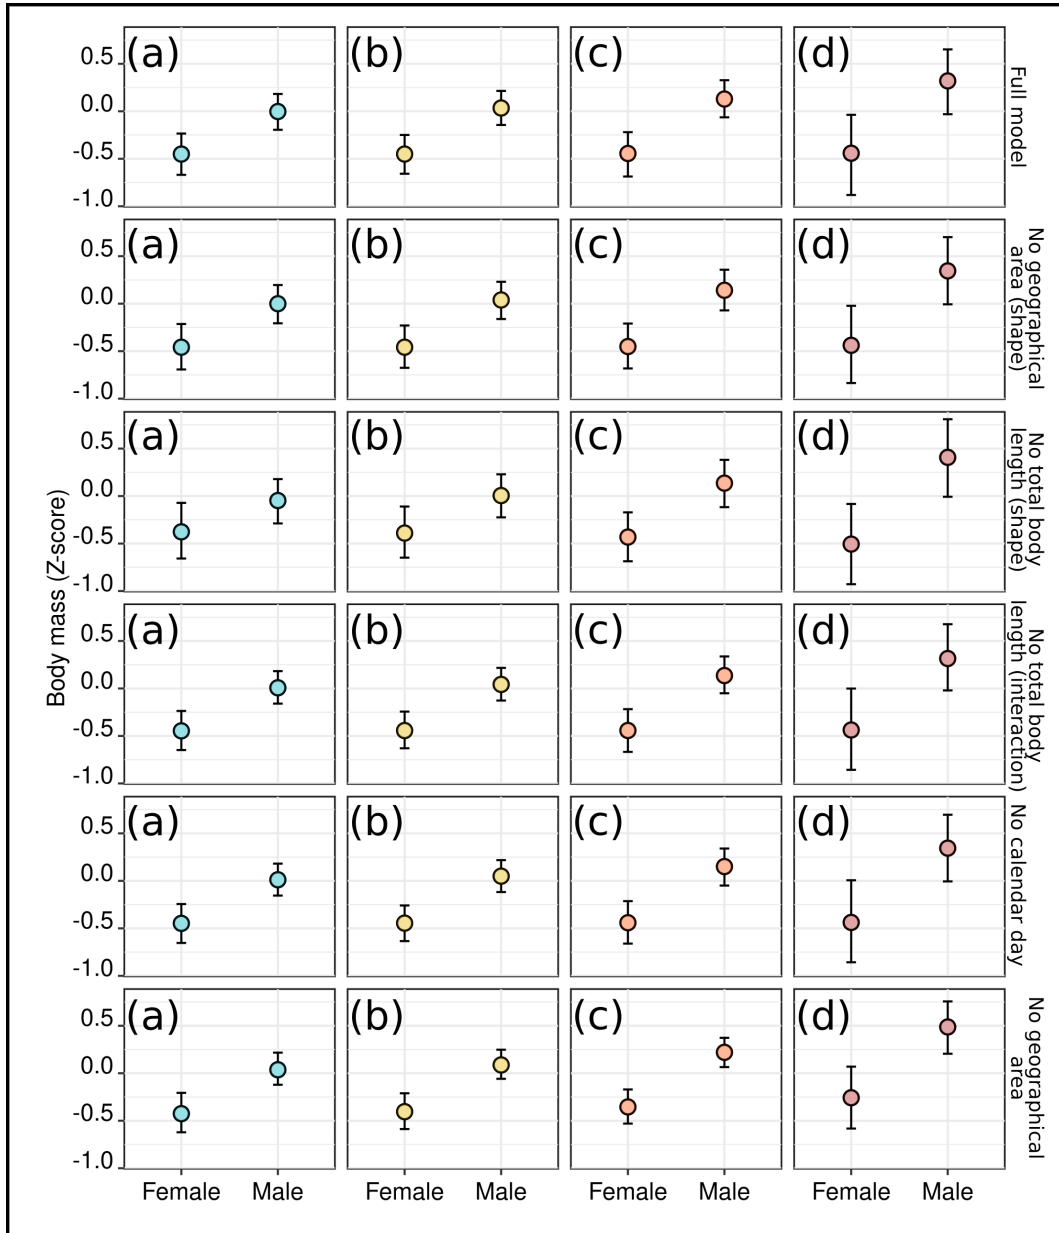 (a) (b) (c) (d)
0.5
0.0
-0.5
-1.0
Full model
(a) (b) (c) (d)
0.5
0.0
-0.5
-1.0
No geographical
area (shape)
(a) (b) (c) (d)
0.5
0.0
-0.5
-1.0
No total body
length (shape)
Body mass (Z-score)
(a) (b) (c) (d)
0.5
0.0
-0.5
-1.0
No total body
length (interaction)
(a) (b) (c) (d)
0.5
0.0
-0.5
-1.0
No calendar day
(a) (b) (c) (d)
0.5
0.0
-0.5
-1.0
No geographical
area
Female Male Female Male Female Male Female Male